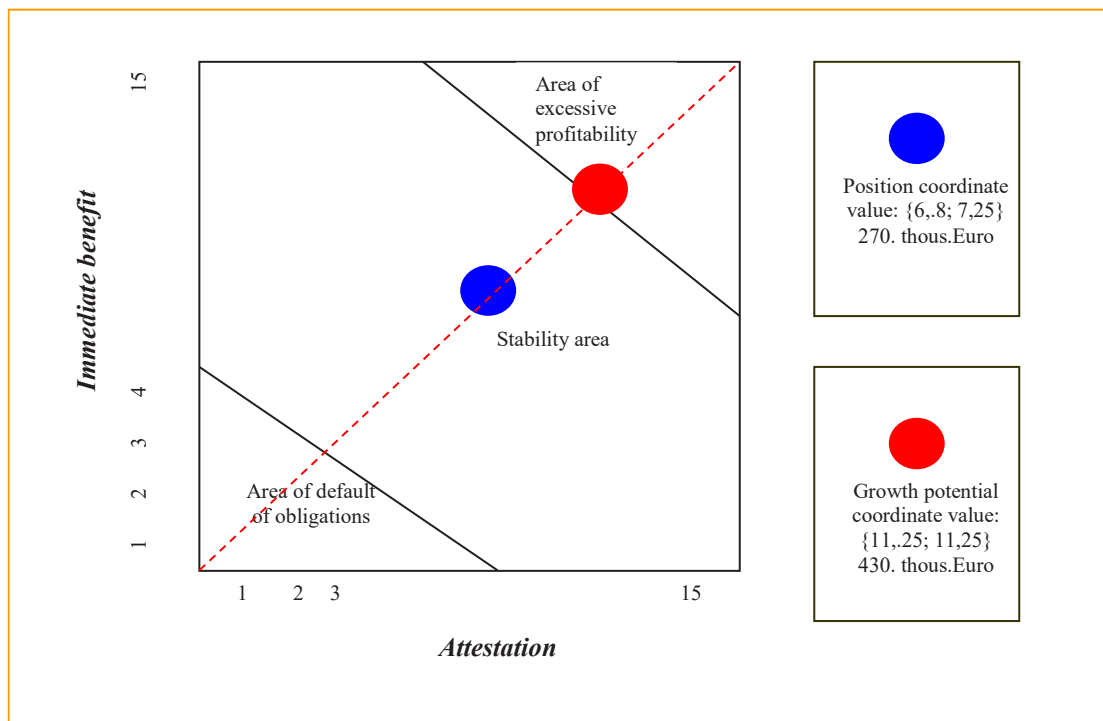 15
Area of
excessive
profitability
Immediate benefit
Stability area
4
3
2
1
Area of default
of obligations
1 2 3 15
Attestation
Position coordinate
value: {6,.8; 7,25}
270. thous.Euro
Growth potential
coordinate value:
{11,.25; 11,25}
430. thous.Euro